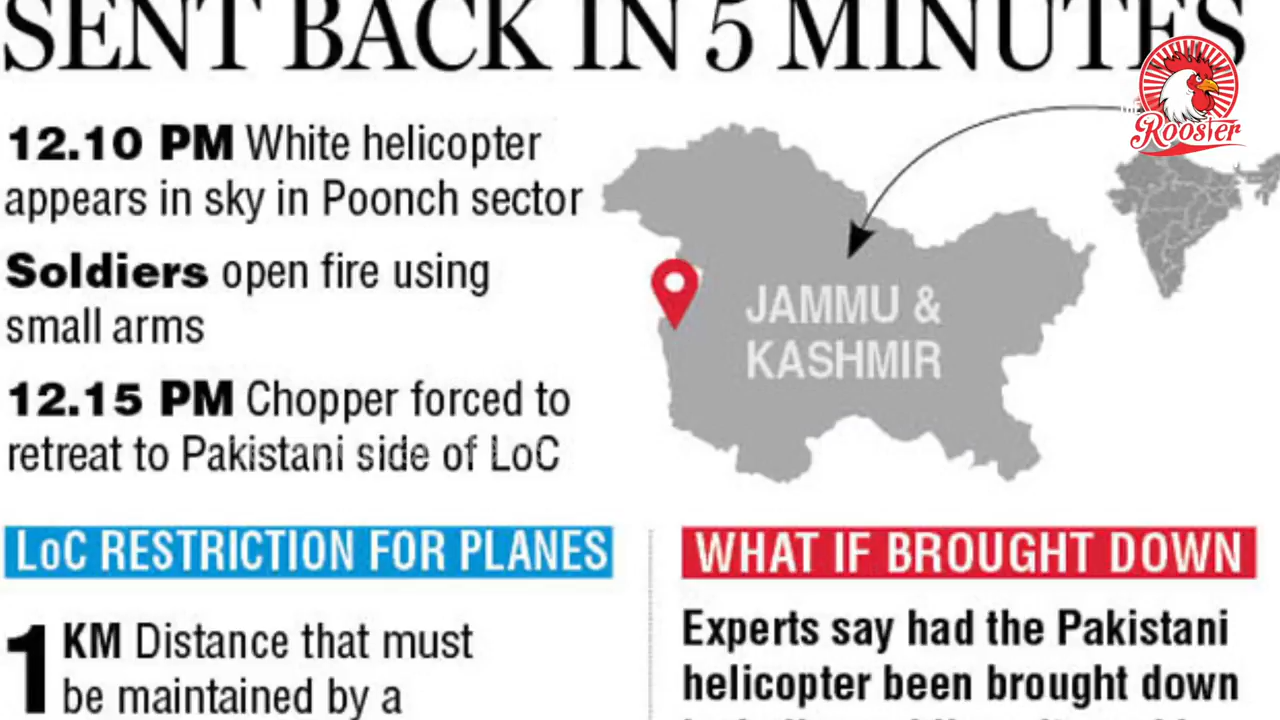 SENT BACK IN 5 MINUTES
THE
Rooster
12.10 PM White helicopter
appears in sky in Poonch sector
Soldiers open fire using
small arms
12.15 PM Chopper forced to
retreat to Pakistani side of LoC
JAMMU &
KASHMIR
LoC RESTRICTION FOR PLANES
1 KM Distance that must
be maintained by a
WHAT IF BROUGHT DOWN
Experts say had the Pakistani
helicopter been brought down